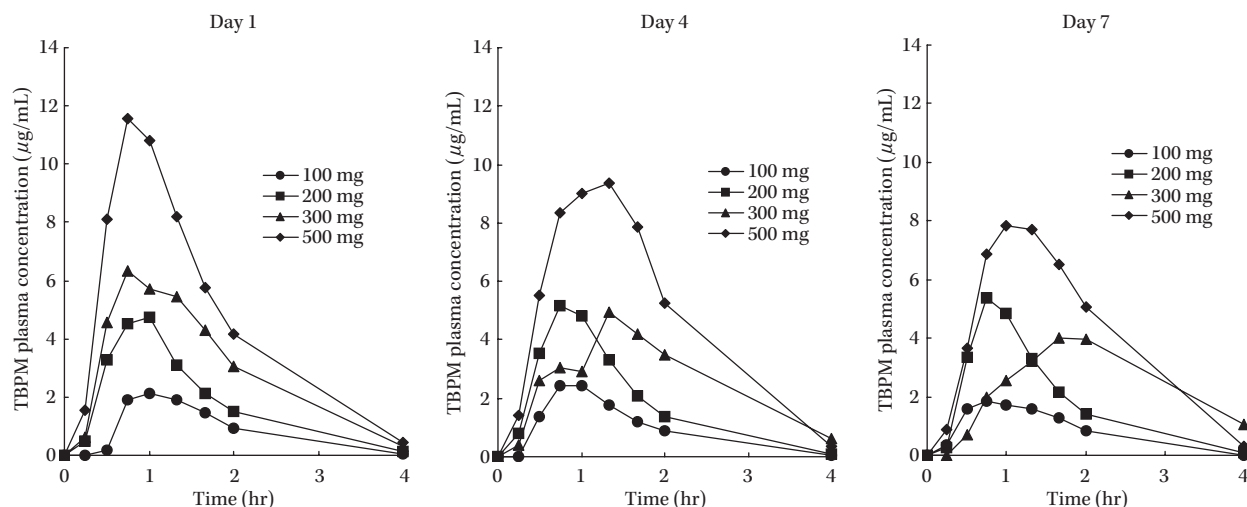 Day 1
14
12
10
8
6
4
2
0
TBPM plasma concentration (μg/mL)
100 mg
200 mg
300 mg
500 mg
0 1 2 3 4
Time (hr)
Day 4
14
12
10
8
6
4
2
0
TBPM plasma concentration (μg/mL)
100 mg
200 mg
300 mg
500 mg
0 1 2 3 4
Time (hr)
Day 7
14
12
10
8
6
4
2
0
TBPM plasma concentration (μg/mL)
100 mg
200 mg
300 mg
500 mg
0 1 2 3 4
Time (hr)